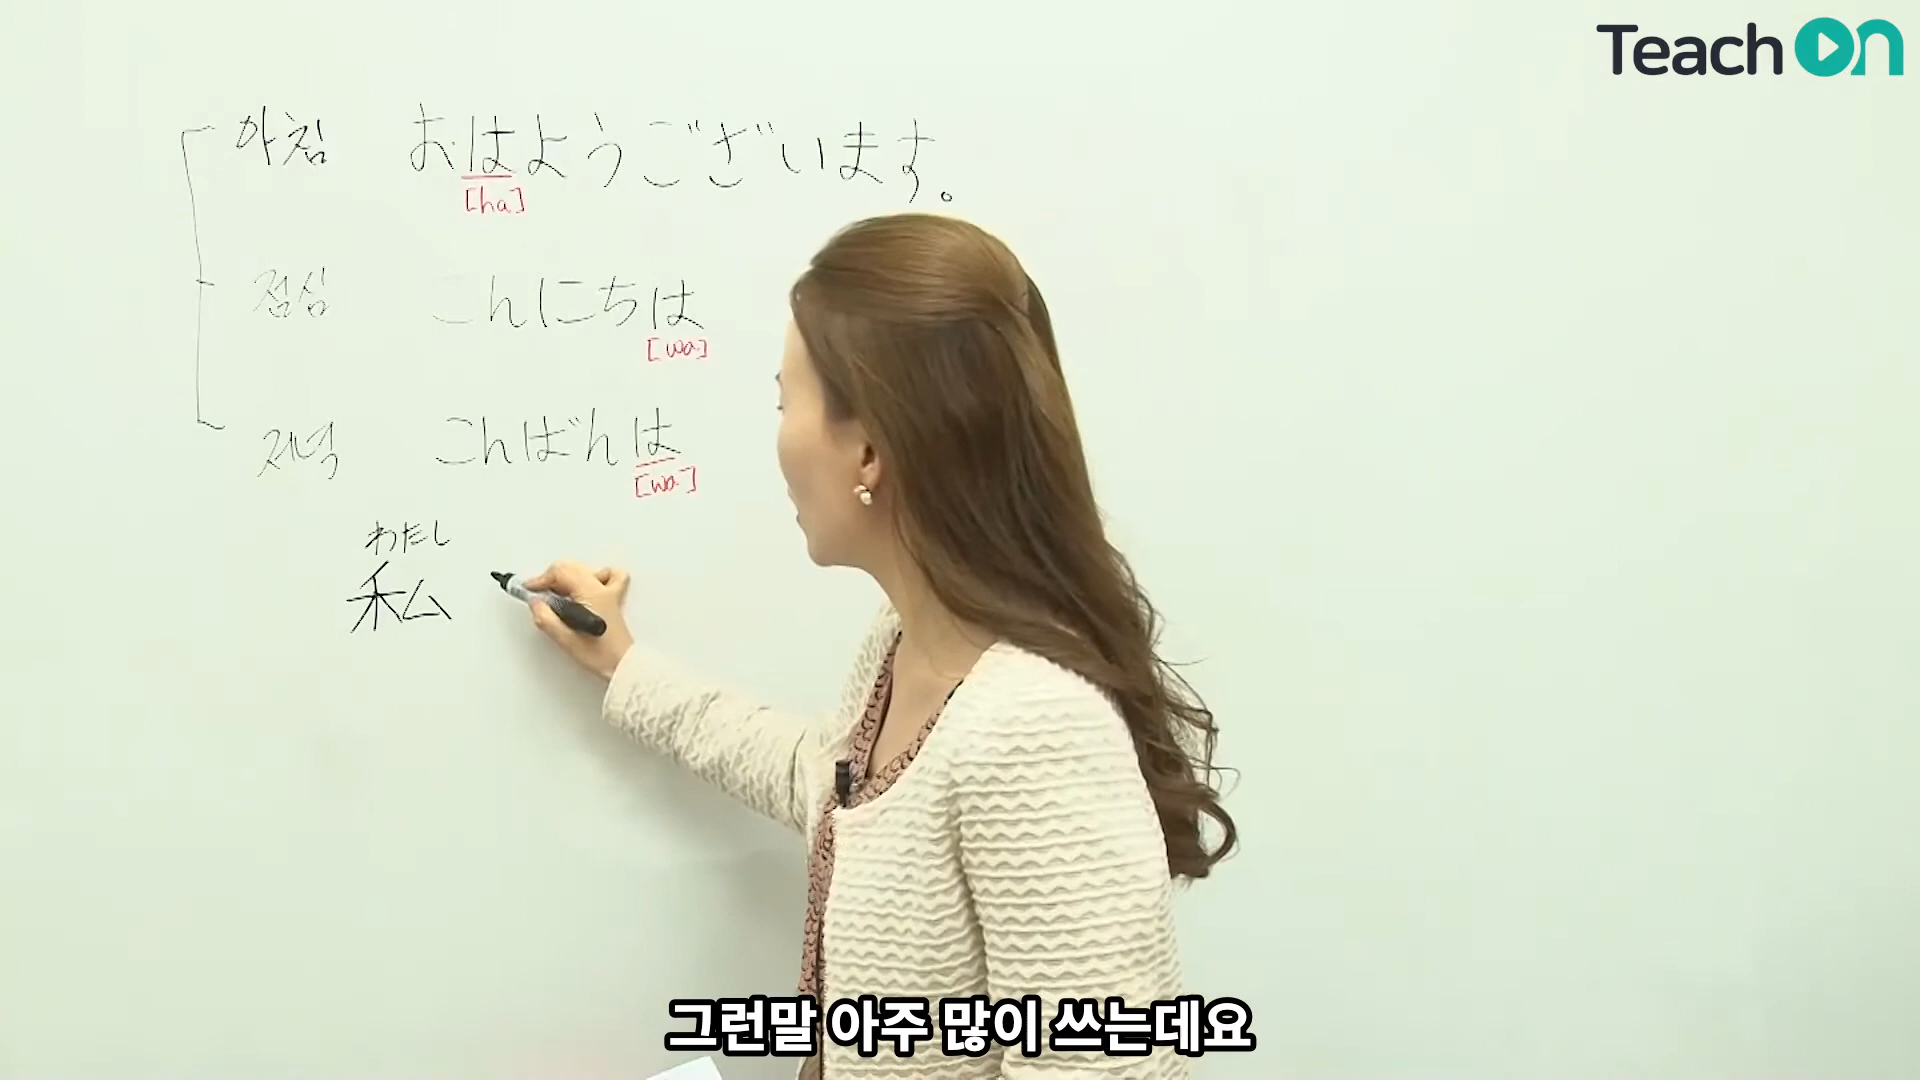 TeachOn
아침 おはようございます。
[ha]
점심 こんにちは
[wa]
저녁 こんばんは
[wa]
わたし
私
그런말 아주 많이 쓰는데요